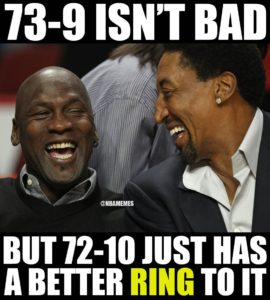 73-9 ISN'T BAD
@NBAMEMES
BUT 72-10 JUST HAS
A BETTER RING TO IT